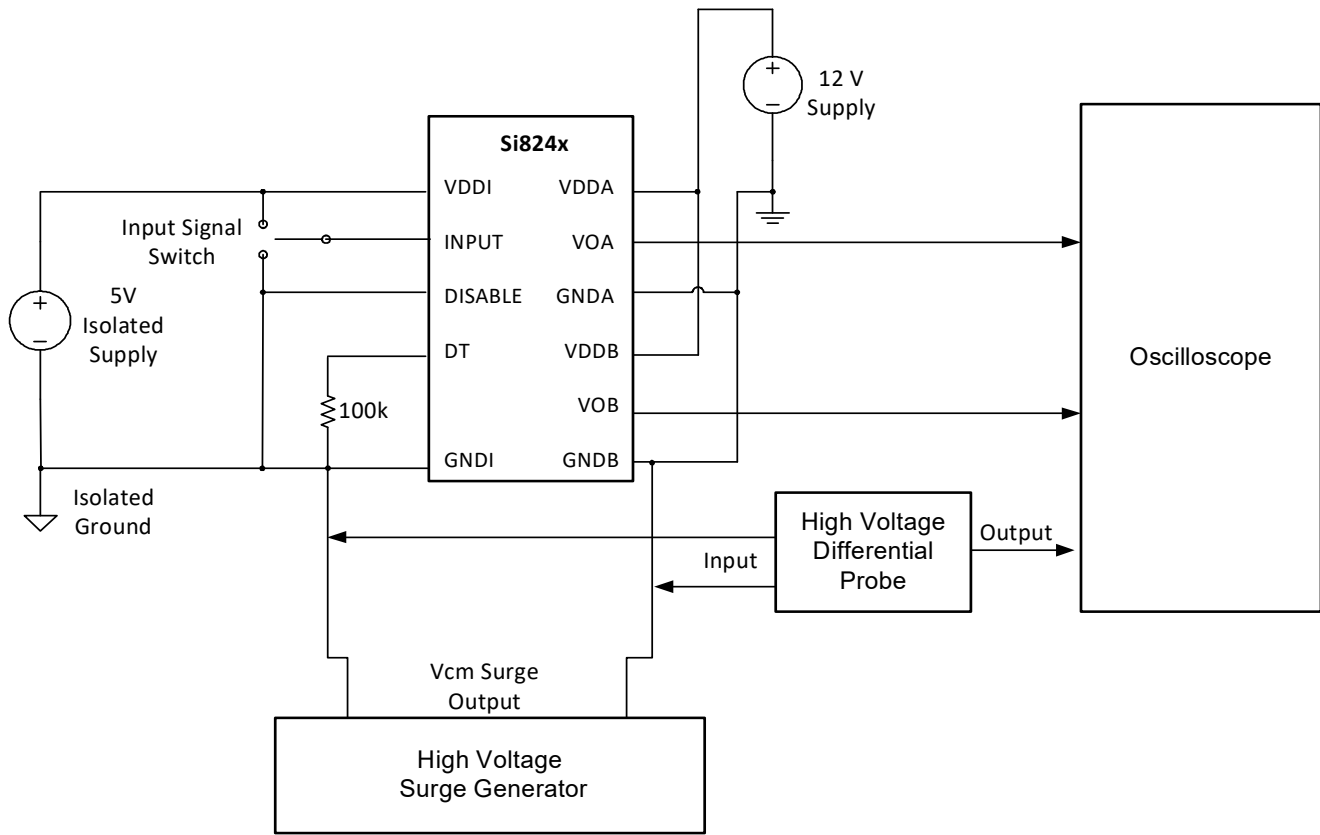 12 V
Supply
Si824x
VDDI
VDDA
Input Signal
Switch
INPUT
VOA
5V
Isolated
Supply
DISABLE
GNDA
DT
VDDB
Oscilloscope
100k
VOB
GNDI
GNDB
Isolated
Ground
High Voltage
Differential
Probe
Output
Input
Vcm Surge
Output
High Voltage
Surge Generator